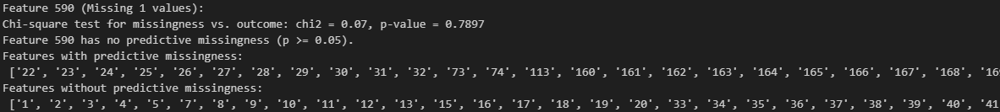 Feature 590 (Missing 1 values):
Chi-square test for missingness vs. outcome: chi2 = 0.07, p-value = 0.7897
Feature 590 has no predictive missingness (p >= 0.05).
Features with predictive missingness:
['22', '23', '24', '25', '26', '27', '28', '29', '30', '31', '32', '73', '74', '113', '160', '161', '162', '163', '164', '165', '166', '167', '168', '169
Features without predictive missingness:
['1', '2', '3', '4', '5', '7', '8', '9', '10', '11', '12', '13', '15', '16', '17', '18', '19', '20', '33', '34', '35', '36', '37', '38', '39', '40', '41